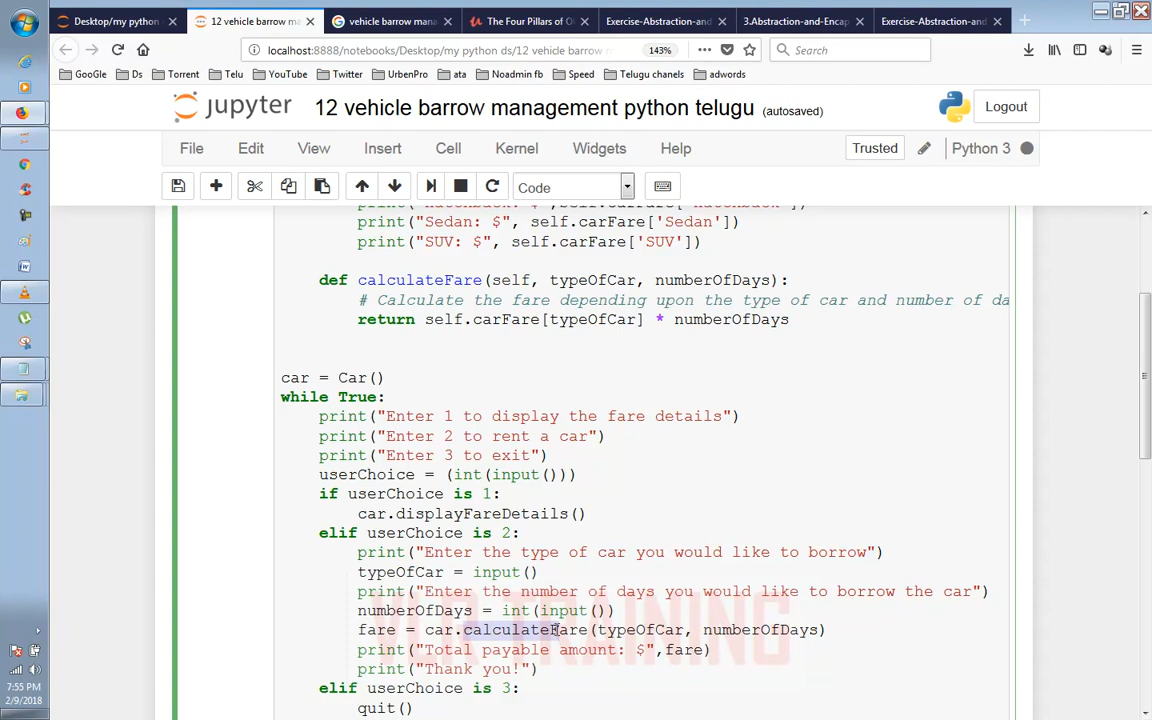 Desktop/my python
12 vehicle barrow ma
vehicle barrow mana
The Four Pillars of O
Exercise-Abstraction-and
3.Abstraction-and-Encap
Exercise-Abstraction-and
localhost:8888/notebooks/Desktop/my python ds/12 vehicle barrow m
143%
Search
GooGle Ds Torrent Telu YouTube Twitter UrbenPro ata Noadmin fb Speed Telugu chanels adwords
jupyter 12 vehicle barrow management python telugu (autosaved)
Logout
File Edit View Insert Cell Kernel Widgets Help
Trusted Python 3
Code
print("Sedan: $", self.carFare['Sedan'])
print("SUV: $", self.carFare['SUV'])
def calculateFare(self, typeOfCar, numberOfDays):
# Calculate the fare depending upon the type of car and number of da
return self.carFare[typeOfCar] * numberOfDays
car = Car()
while True:
print("Enter 1 to display the fare details")
print("Enter 2 to rent a car")
print("Enter 3 to exit")
userChoice = (int(input()))
if userChoice is 1:
car.displayFareDetails()
elif userChoice is 2:
print("Enter the type of car you would like to borrow")
typeOfCar = input()
print("Enter the number of days you would like to borrow the car")
numberOfDays = int(input())
fare = car.calculateFare(typeOfCar, numberOfDays)
print("Total payable amount: $",fare)
print("Thank you!")
elif userChoice is 3:
quit()
VLR TRAINING
7:55 PM
2/9/2018